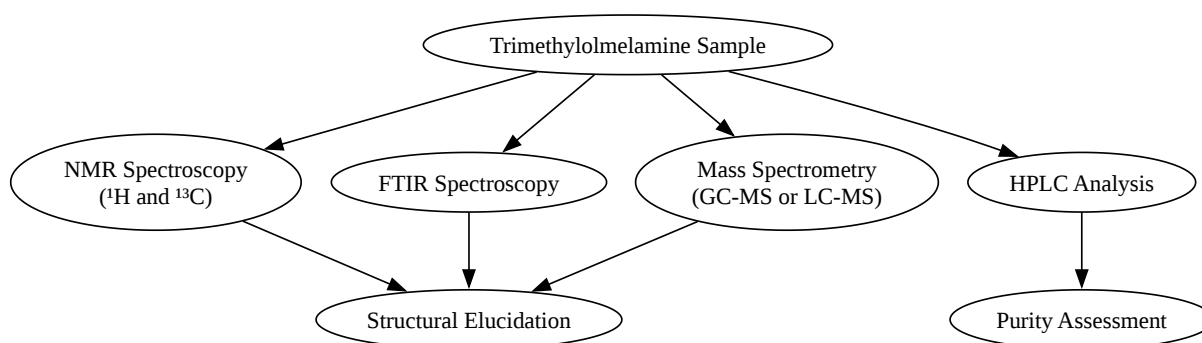 Trimethylolmelamine Sample
NMR Spectroscopy
(¹H and ¹³C)
FTIR Spectroscopy
Mass Spectrometry
(GC-MS or LC-MS)
HPLC Analysis
Structural Elucidation
Purity Assessment